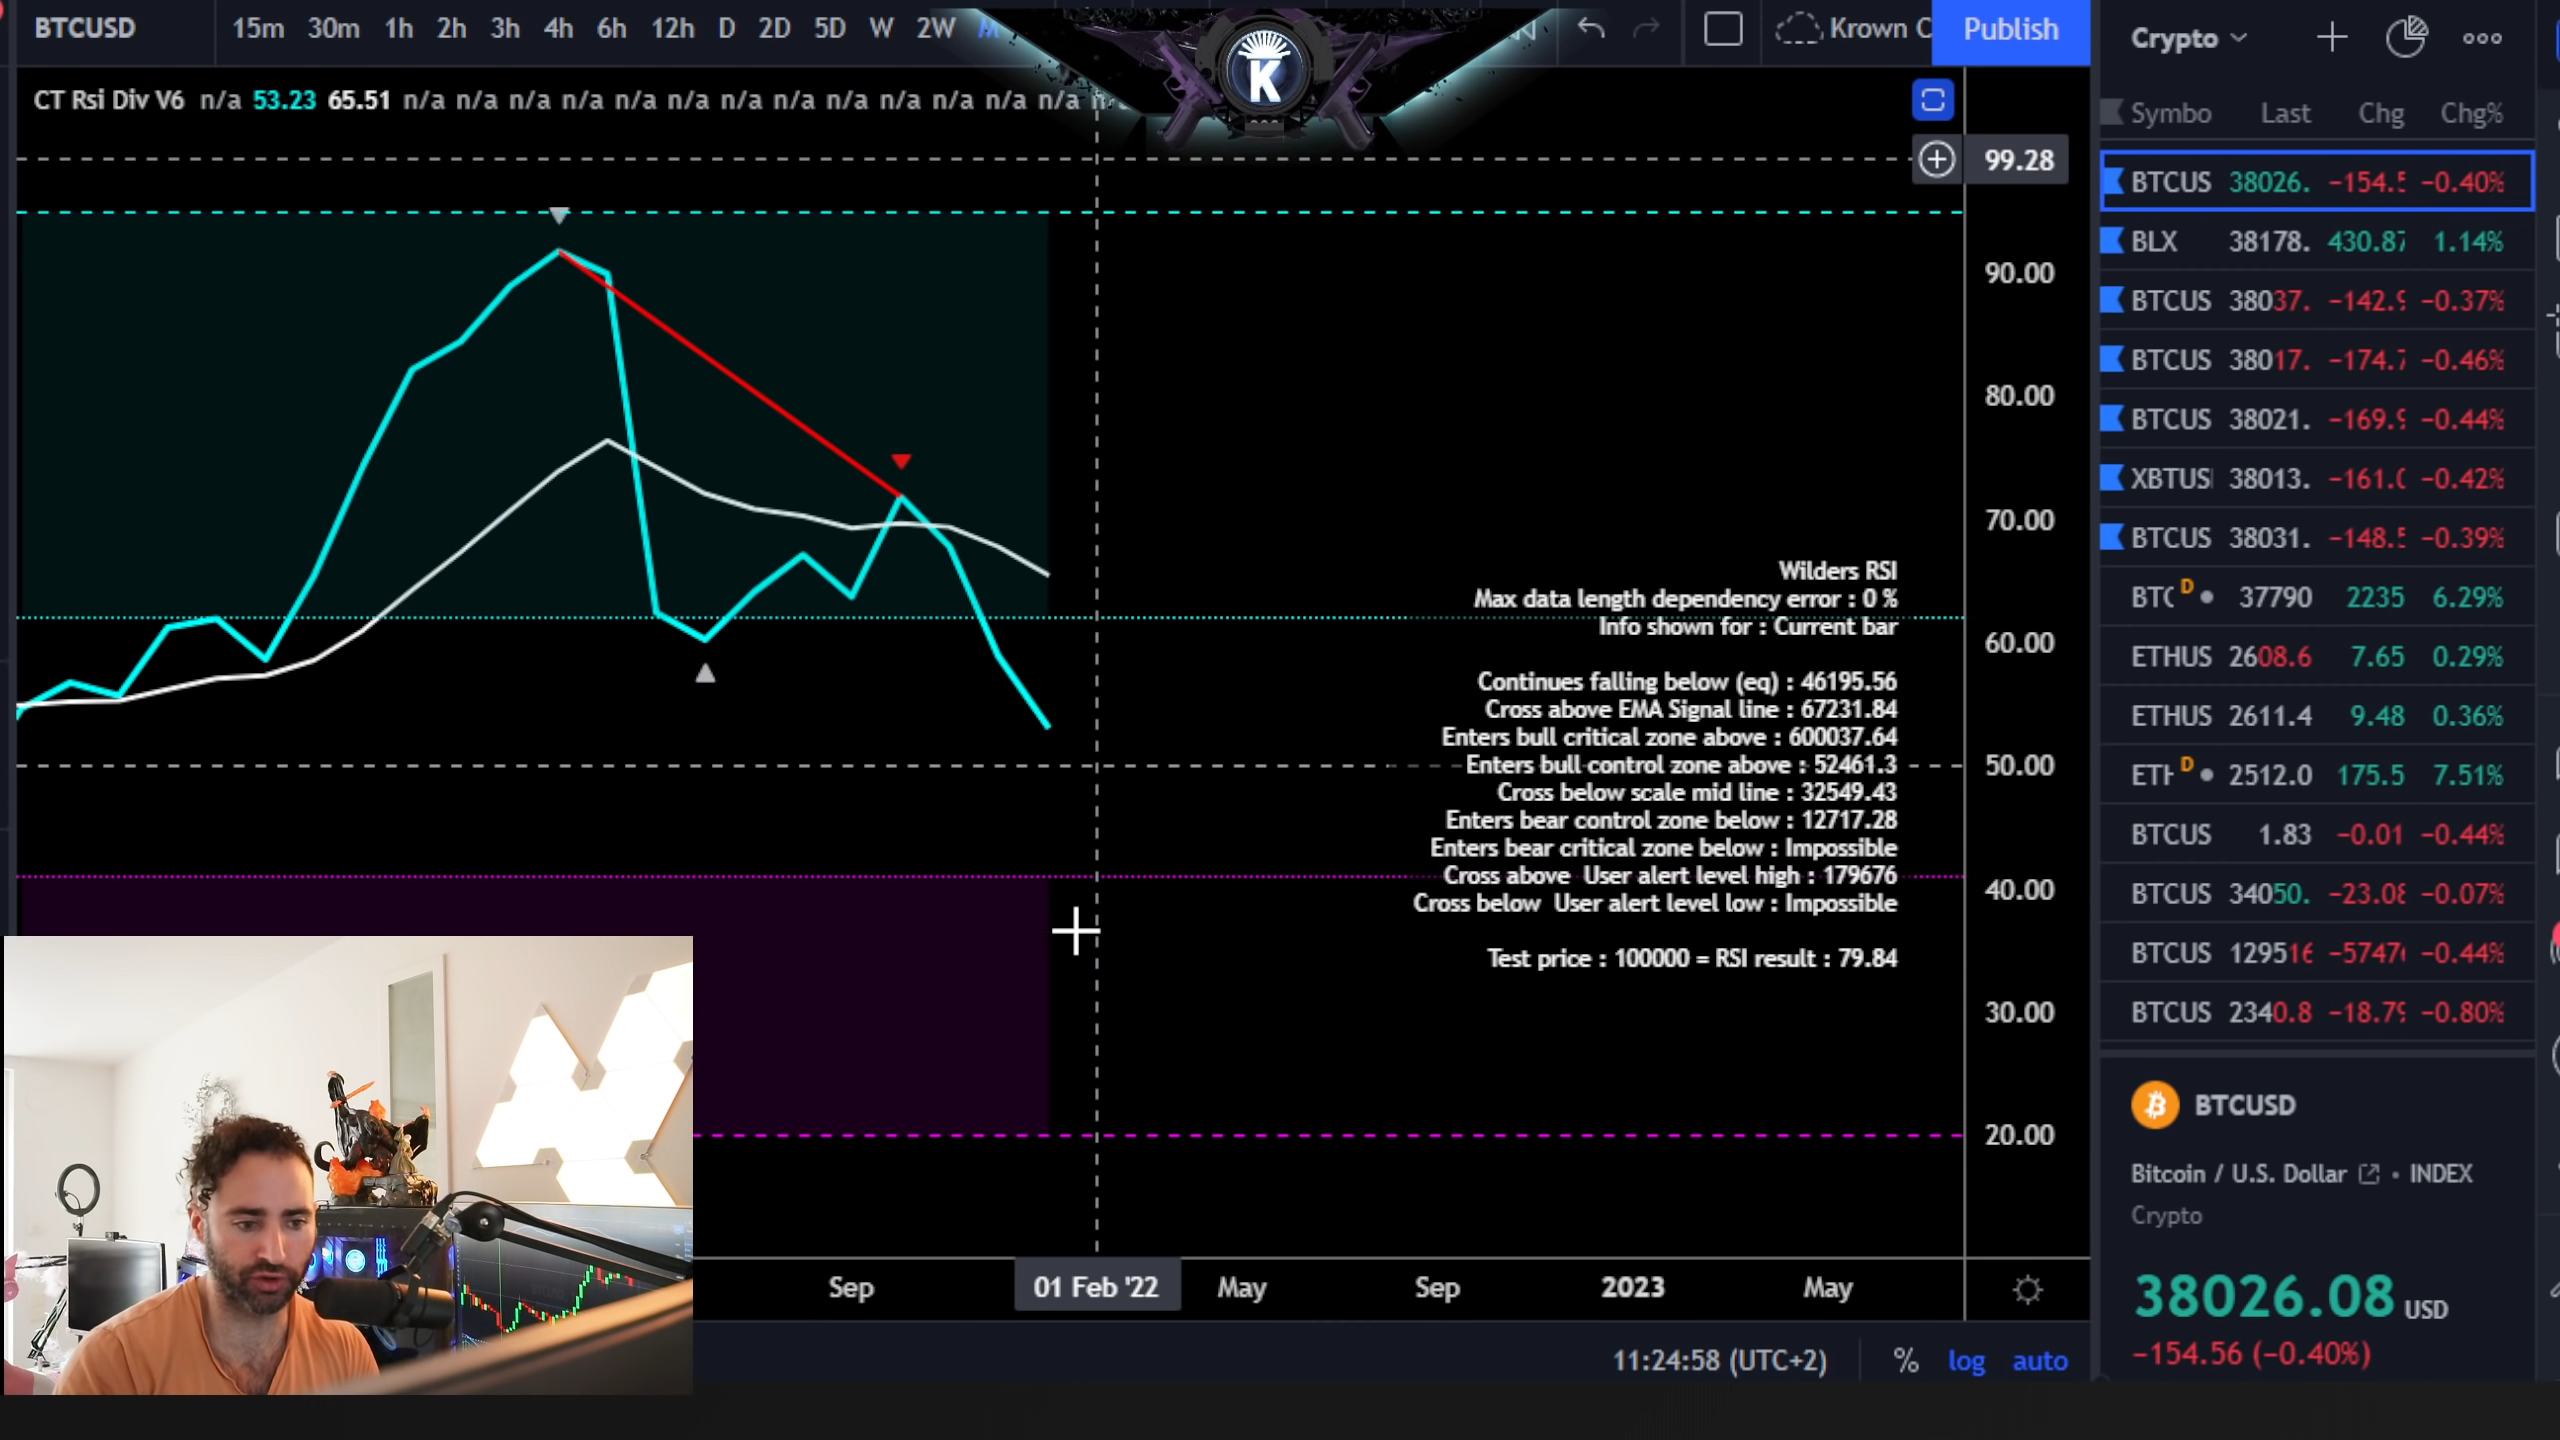 BTCUSD 15m 30m 1h 2h 3h 4h 6h 12h D 2D 5D W 2W M
Krown C
Publish
CT Rsi Div V6 n/a 53.23 65.51 n/a n/a n/a n/a n/a n/a n/a n/a n/a n/a n/a n/a n/a
K
99.28
90.00
80.00
70.00
60.00
50.00
40.00
30.00
20.00
Wilders RSI
Max data length dependency error : 0 %
Info shown for : Current bar
Continues falling below (eq) : 46195.56
Cross above EMA Signal line : 67231.84
Enters bull critical zone above : 600037.64
Enters bull control zone above : 52461.3
Cross below scale mid line : 32549.43
Enters bear control zone below : 12717.28
Enters bear critical zone below : Impossible
Cross above User alert level high : 179676
Cross below User alert level low : Impossible
Test price : 100000 = RSI result : 79.84
Sep 01 Feb '22 May Sep 2023 May
11:24:58 (UTC+2) % log auto
Crypto
Symbo Last Chg Chg%
BTCUS 38026. −154.5 −0.40%
BLX 38178. 430.87 1.14%
BTCUS 38037. −142.9 −0.37%
BTCUS 38017. −174.7 −0.46%
BTCUS 38021. −169.9 −0.44%
XBTUS 38013. −161.0 −0.42%
BTCUS 38031. −148.5 −0.39%
BTC D 37790 2235 6.29%
ETHUS 2608.6 7.65 0.29%
ETHUS 2611.4 9.48 0.36%
ETH D 2512.0 175.5 7.51%
BTCUS 1.83 −0.01 −0.44%
BTCUS 34050. −23.08 −0.07%
BTCUS 129516 −5747 −0.44%
BTCUS 2340.8 −18.79 −0.80%
BTCUSD
Bitcoin / U.S. Dollar • INDEX
Crypto
38026.08 USD
−154.56 (−0.40%)